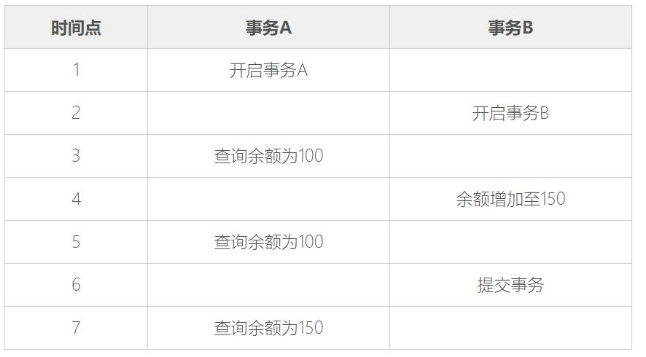 时间点 事务A 事务B
1 开启事务A
2 开启事务B
3 查询余额为100
4 余额增加至150
5 查询余额为100
6 提交事务
7 查询余额为150